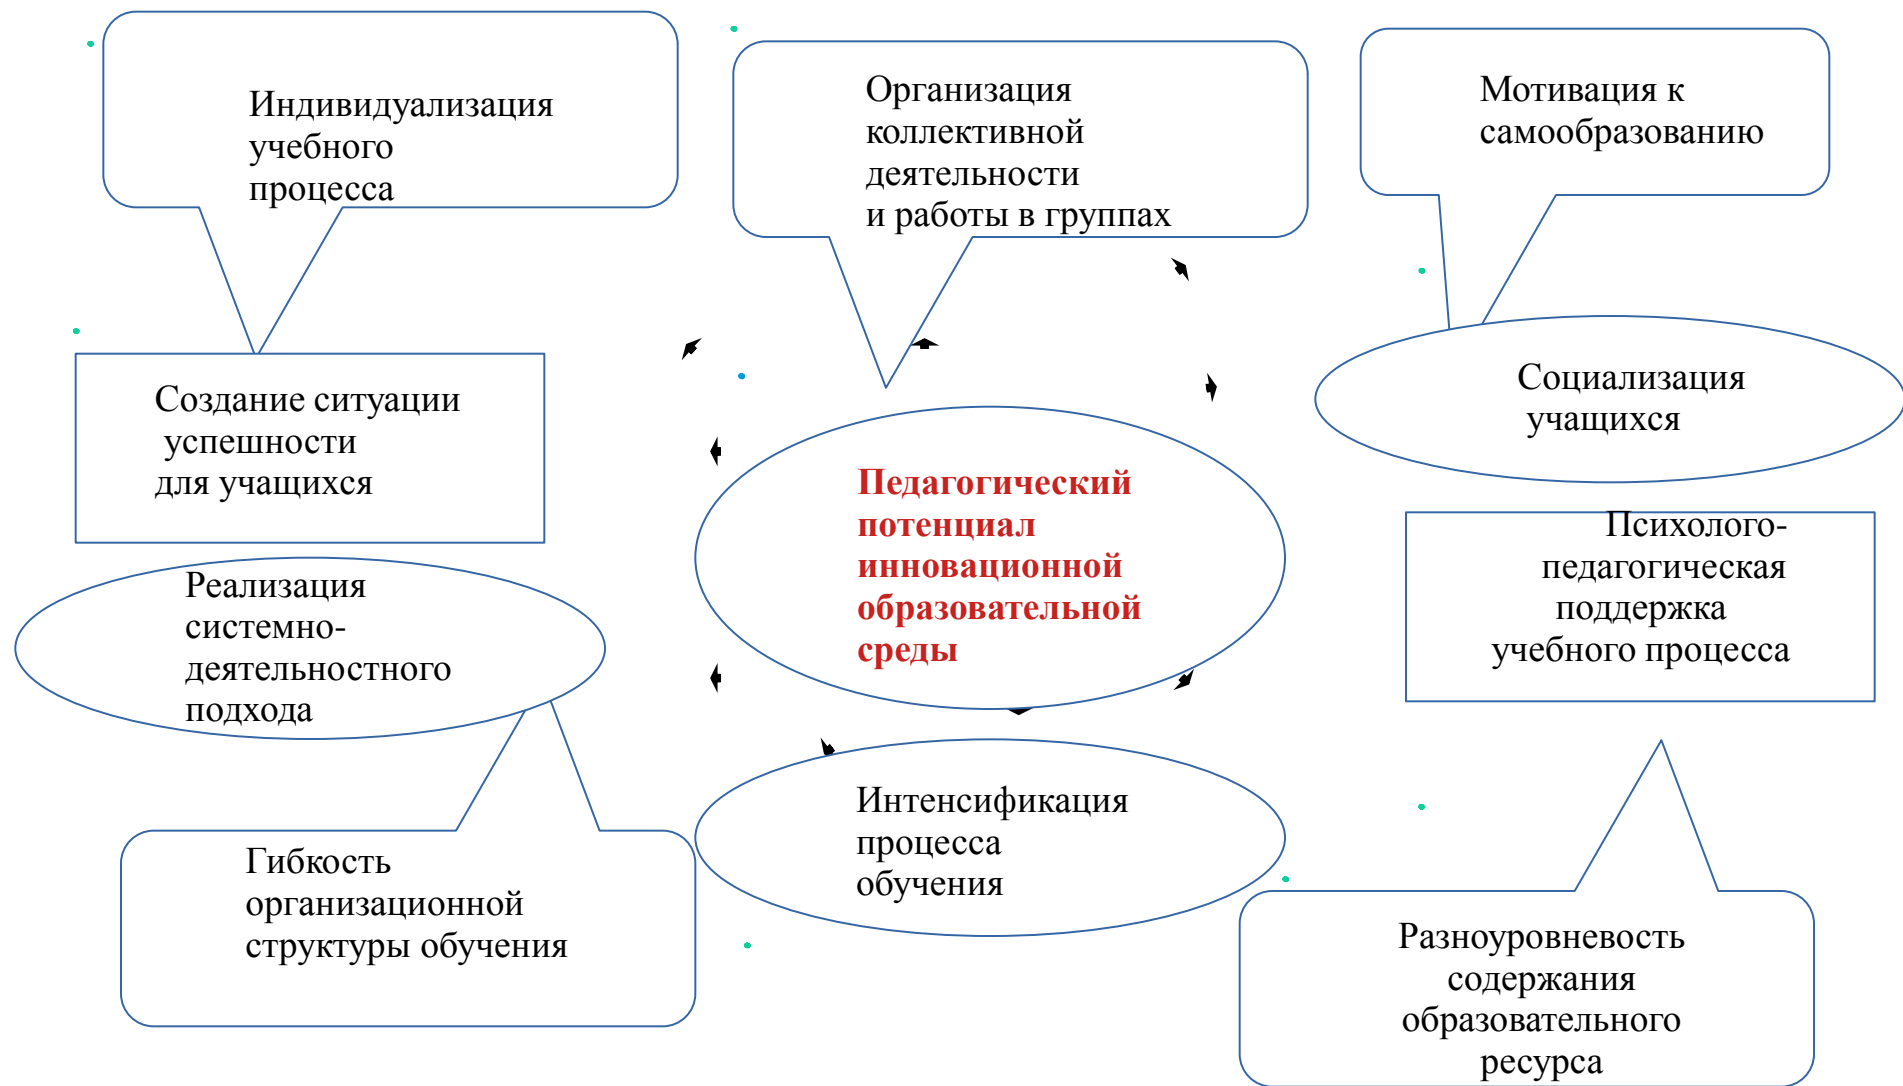 Индивидуализация
учебного
процесса
Организация
коллективной
деятельности
и работы в группах
Мотивация к
самообразованию
Создание ситуации
успешности
для учащихся
Социализация
учащихся
Педагогический
потенциал
инновационной
образовательной
среды
Психолого-
педагогическая
поддержка
учебного процесса
Реализация
системно-
деятельностного
подхода
Интенсификация
процесса
обучения
Гибкость
организационной
структуры обучения
Разноуровневость
содержания
образовательного
ресурса